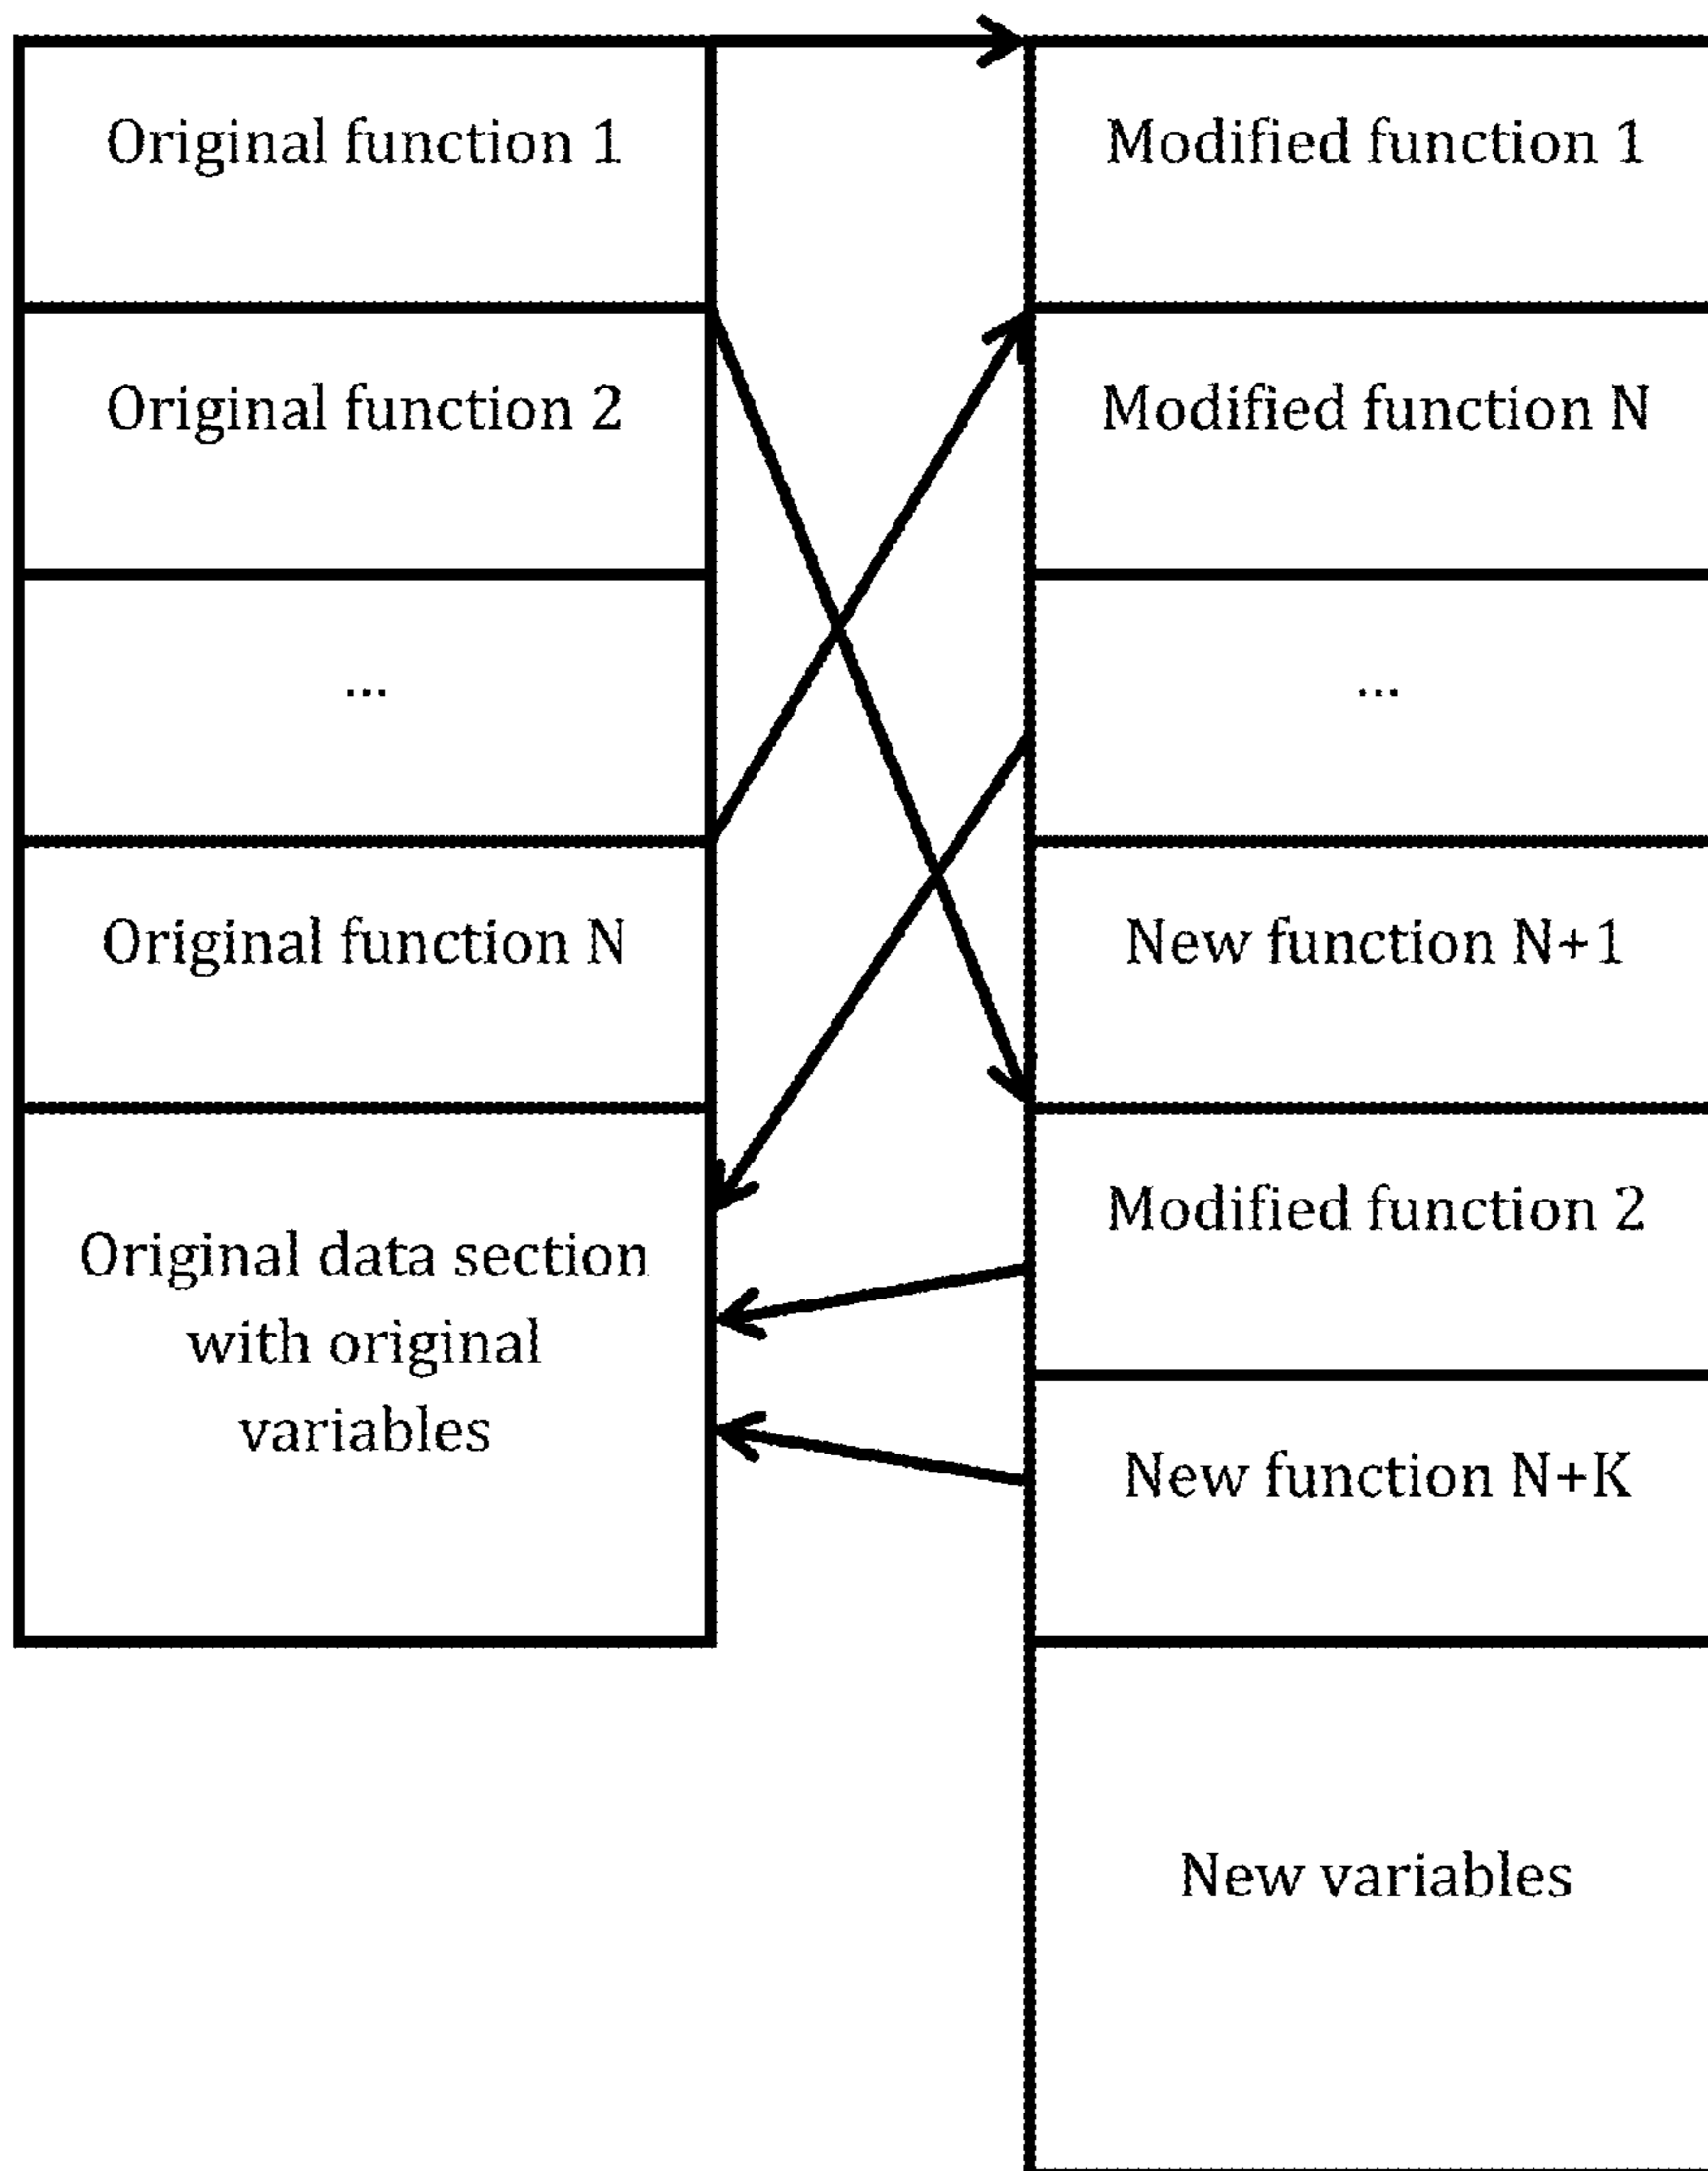 Original function 1
Original function 2
...
Original function N
Original data section
with original
variables
Modified function 1
Modified function N
...
New function N+1
Modified function 2
New function N+K
New variables